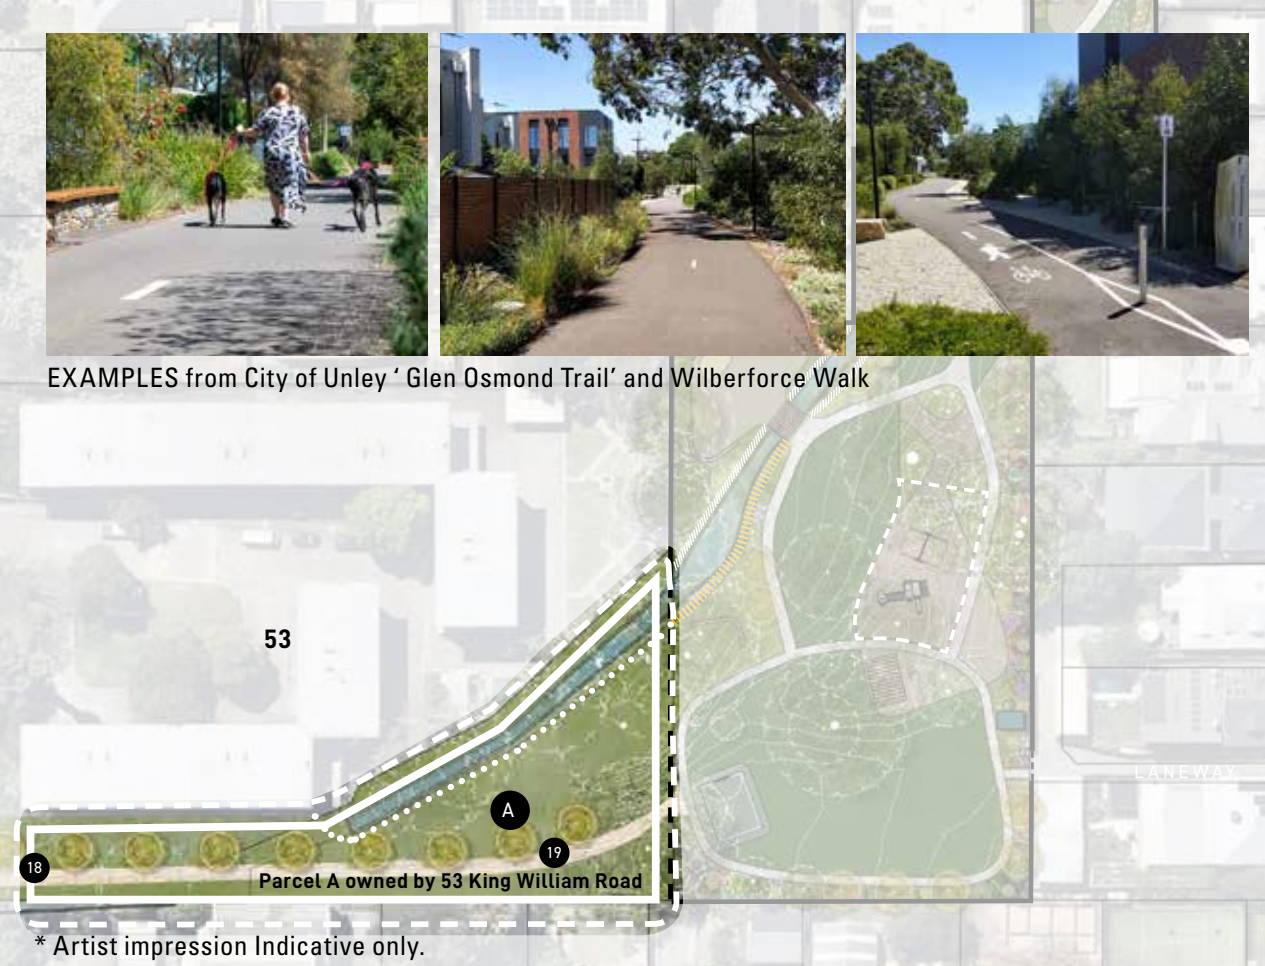 EXAMPLES from City of Unley ‘ Glen Osmond Trail’ and Wilberforce Walk
53
LANEWAY
A
18
19
Parcel A owned by 53 King William Road
* Artist impression Indicative only.